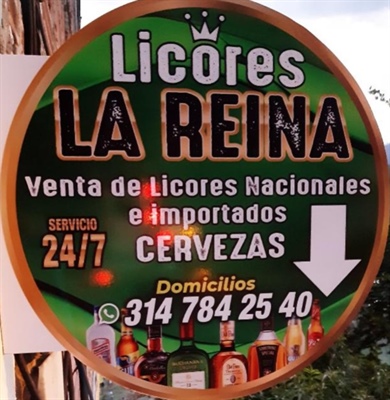 Licores
LA REINA
Venta de Licores Nacionales
e importados
SERVICIO
24/7
CERVEZAS
Domicilios
314 784 25 40